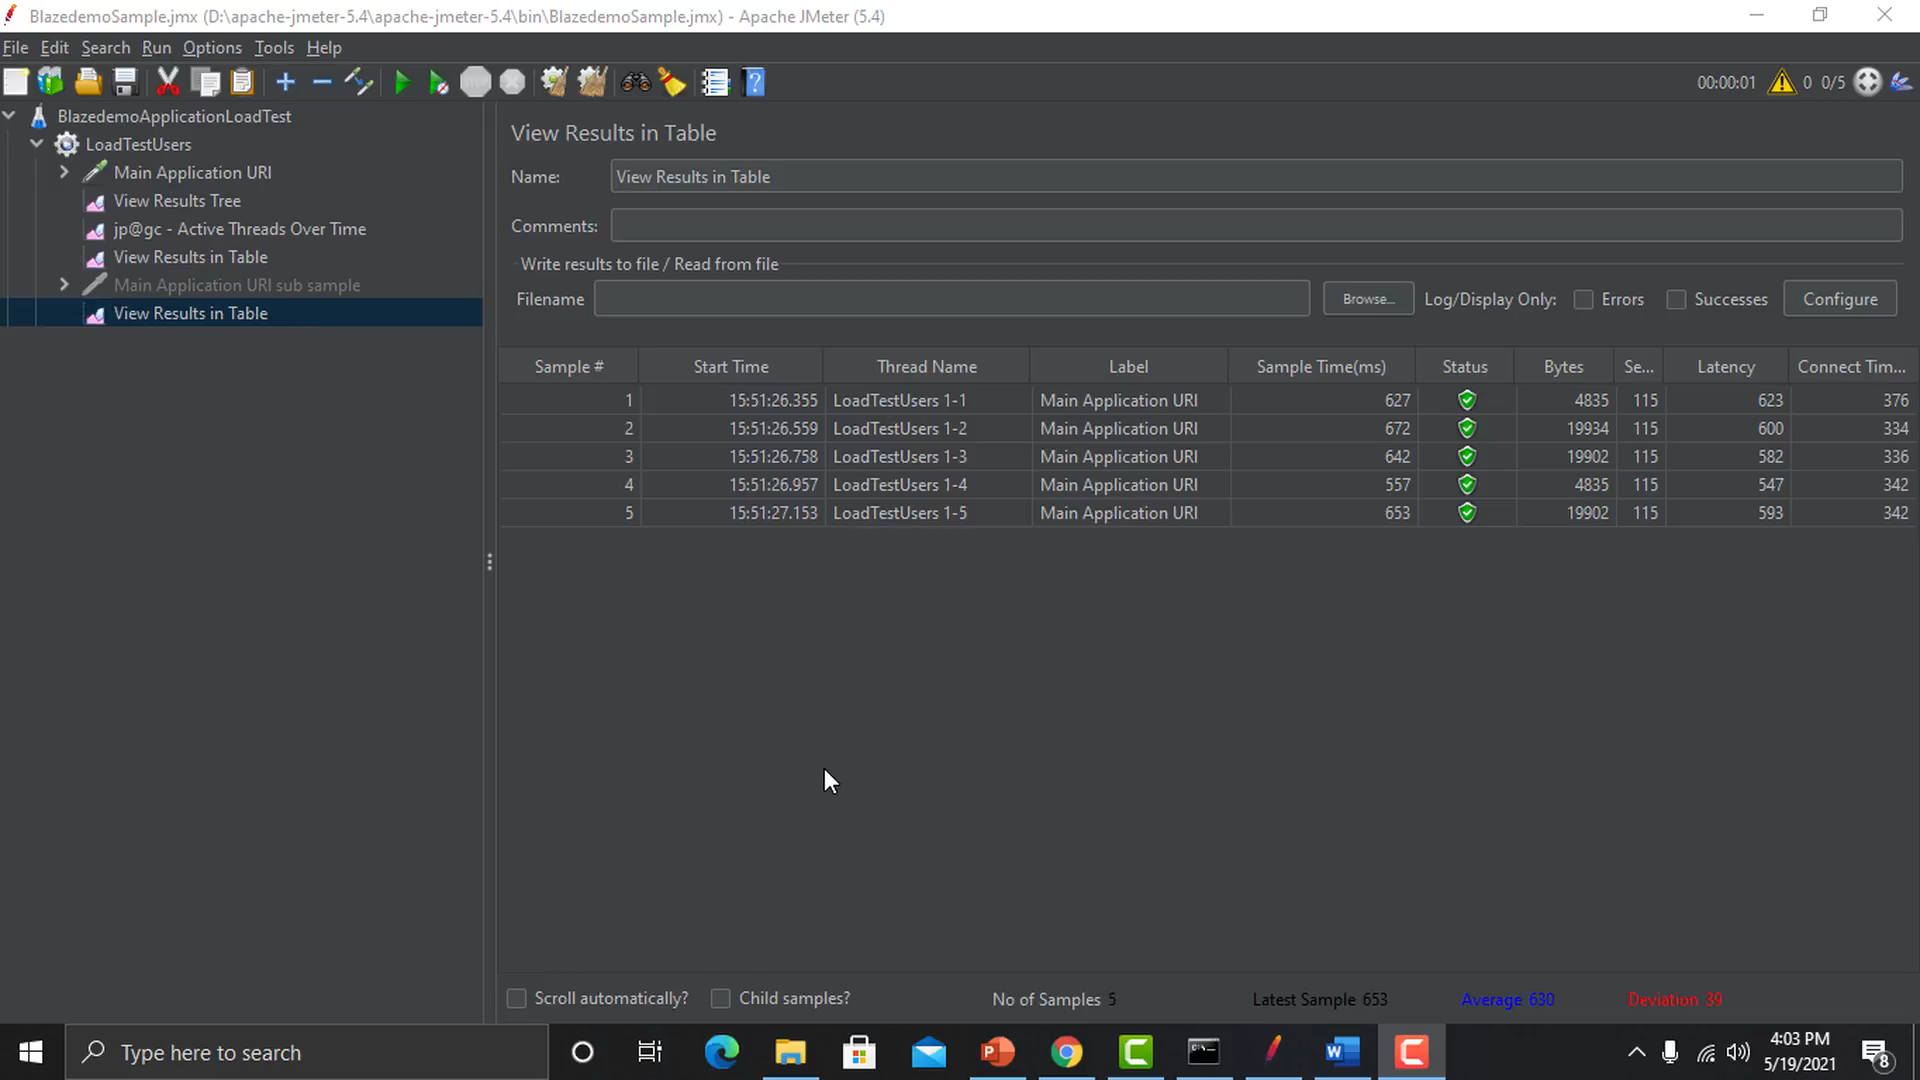 BlazedemoSample.jmx (D:\apache-jmeter-5.4\apache-jmeter-5.4\bin\BlazedemoSample.jmx) - Apache JMeter (5.4)
File Edit Search Run Options Tools Help
00:00:01 0 0/5
BlazedemoApplicationLoadTest
LoadTestUsers
Main Application URI
View Results Tree
jp@gc - Active Threads Over Time
View Results in Table
Main Application URI sub sample
View Results in Table
View Results in Table
Name: View Results in Table
Comments:
Write results to file / Read from file
Filename Browse... Log/Display Only: Errors Successes Configure
Sample # Start Time Thread Name Label Sample Time(ms) Status Bytes Se... Latency Connect Tim...
1 15:51:26.355 LoadTestUsers 1-1 Main Application URI 627 4835 115 623 376
2 15:51:26.559 LoadTestUsers 1-2 Main Application URI 672 19934 115 600 334
3 15:51:26.758 LoadTestUsers 1-3 Main Application URI 642 19902 115 582 336
4 15:51:26.957 LoadTestUsers 1-4 Main Application URI 557 4835 115 547 342
5 15:51:27.153 LoadTestUsers 1-5 Main Application URI 653 19902 115 593 342
Scroll automatically? Child samples? No of Samples 5 Latest Sample 653 Average 630 Deviation 39
Type here to search
4:03 PM
5/19/2021
8